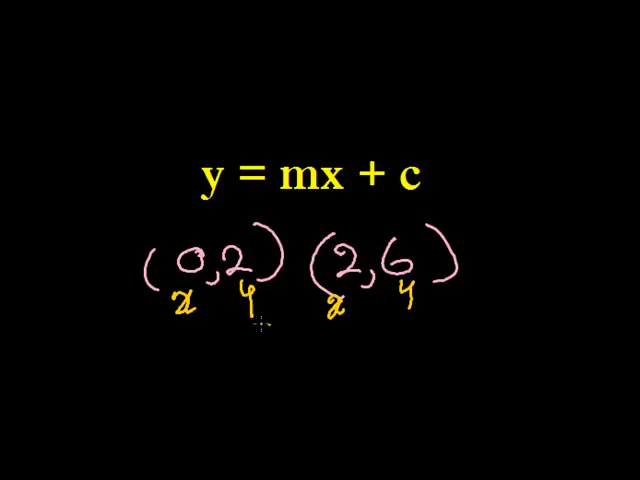 y = mx + c
(0,2) (2,6)
x y x y